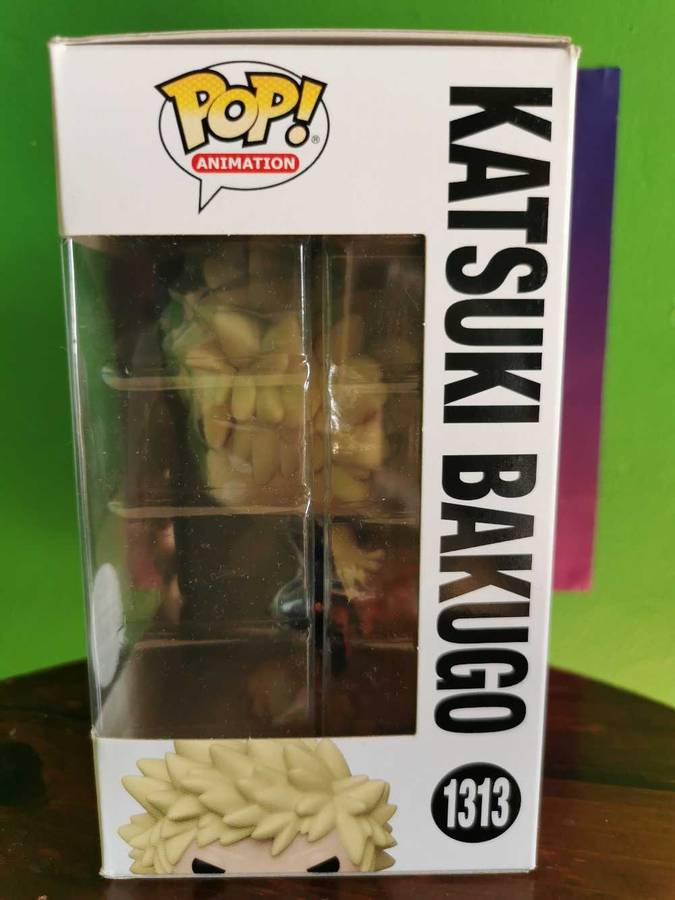 POP!®
ANIMATION
KATSUKI BAKUGO
1313